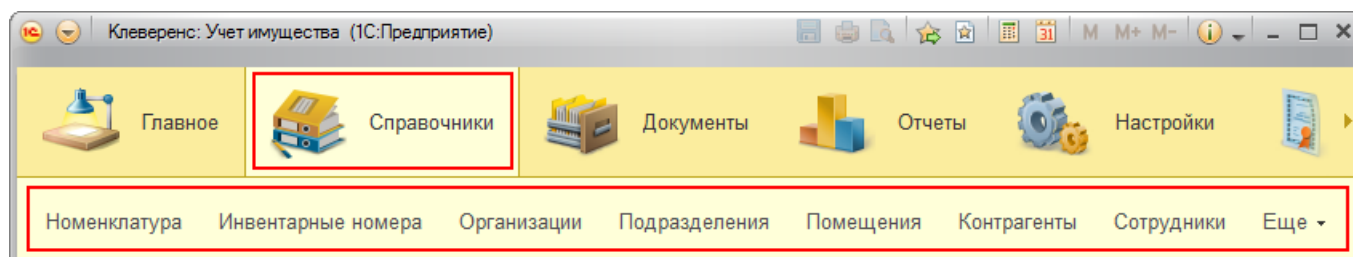 Клеверенс: Учет имущества (1С:Предприятие) 31 M M+ M-
Главное Справочники Документы Отчеты Настройки
Номенклатура Инвентарные номера Организации Подразделения Помещения Контрагенты Сотрудники Еще